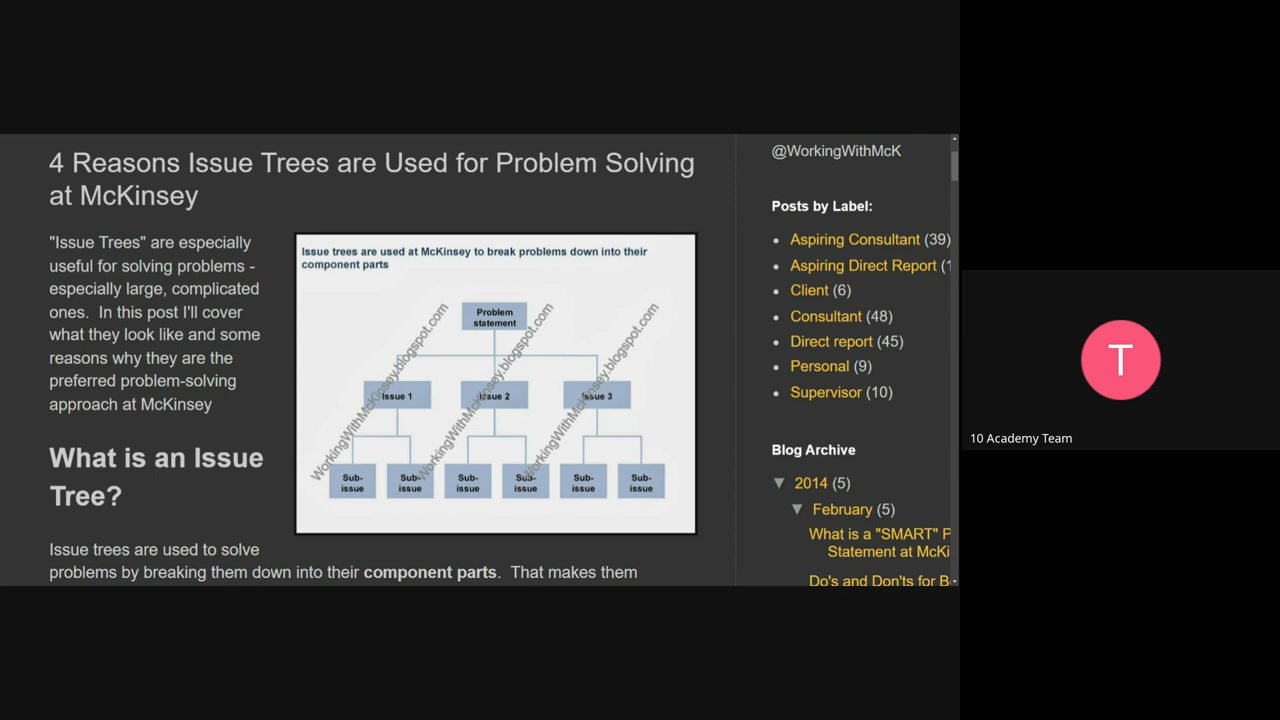 4 Reasons Issue Trees are Used for Problem Solving
at McKinsey
"Issue Trees" are especially
useful for solving problems -
especially large, complicated
ones.  In this post I'll cover
what they look like and some
reasons why they are the
preferred problem-solving
approach at McKinsey
Issue trees are used at McKinsey to break problems down into their
component parts
Problem
statement
Issue 1
Issue 2
Issue 3
Sub-
issue
Sub-
issue
Sub-
issue
Sub-
issue
Sub-
issue
Sub-
issue
WorkingWithMcKinsey.blogspot.com
WorkingWithMcKinsey.blogspot.com
WorkingWithMcKinsey.blogspot.com
What is an Issue
Tree?
Issue trees are used to solve
problems by breaking them down into their component parts.  That makes them
@WorkingWithMcK
Posts by Label:
Aspiring Consultant (39)
Aspiring Direct Report (1
Client (6)
Consultant (48)
Direct report (45)
Personal (9)
Supervisor (10)
Blog Archive
▼ 2014 (5)
▼ February (5)
What is a "SMART" P
Statement at McKi
Do's and Don'ts for B
T
10 Academy Team